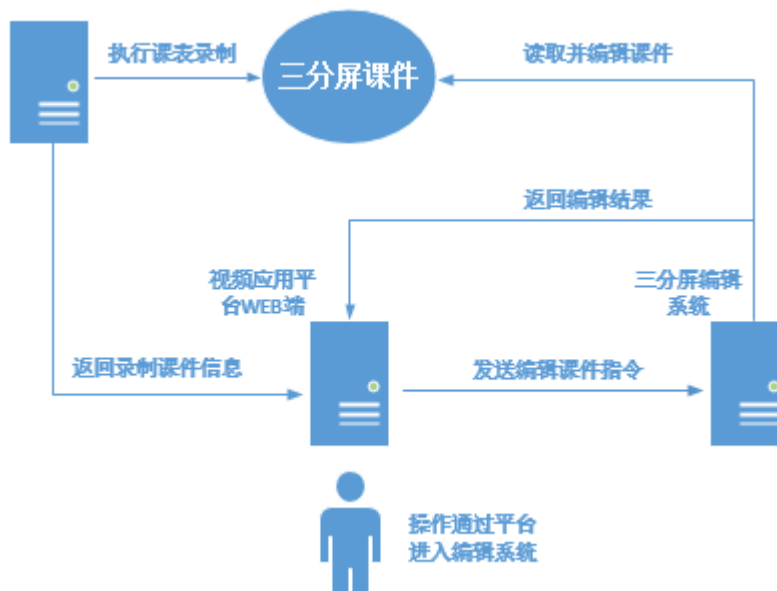 执行课表录制
三分屏课件
读取并编辑课件
返回编辑结果
视频应用平
台WEB端
三分屏编辑
系统
返回录制课件信息
发送编辑课件指令
操作通过平台
进入编辑系统